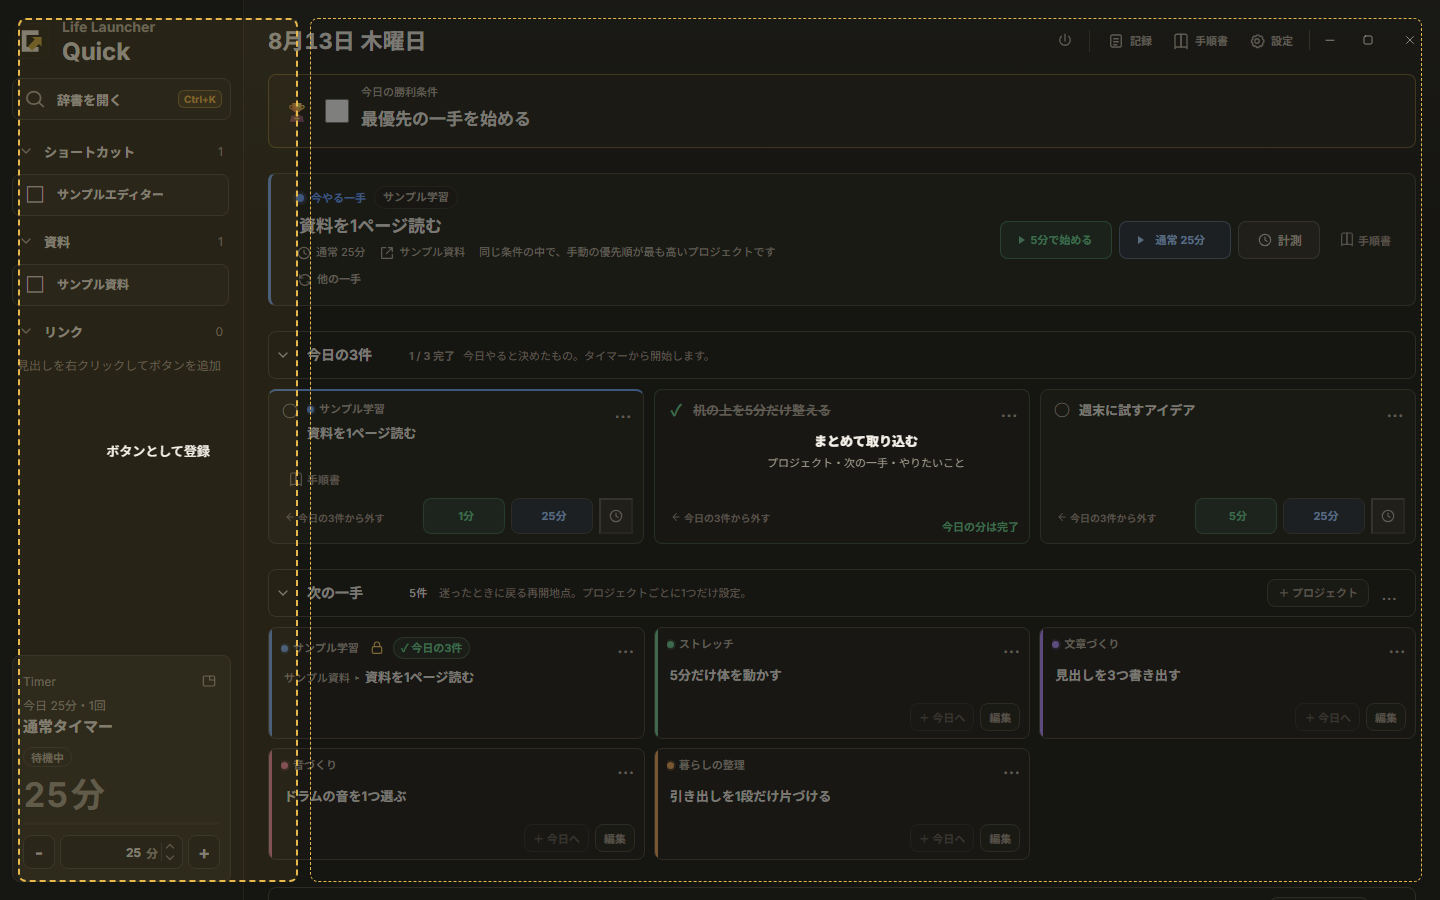 Life Launcher
Quick
辞書を開く Ctrl+K
ショートカット 1
サンプルエディター
資料 1
サンプル資料
リンク 0
見出しを右クリックしてボタンを追加
ボタンとして登録
Timer
今日 25分・1回
通常タイマー
待機中
25分
- 25 分 +
8月13日 木曜日
記録 手順書 設定
今日の勝利条件
最優先の一手を始める
今やる一手 サンプル学習
資料を1ページ読む
通常 25分 サンプル資料 同じ条件の中で、手動の優先順が最も高いプロジェクトです
他の一手
5分で始める 通常 25分 計測 手順書
今日の3件 1 / 3 完了 今日やると決めたもの。タイマーから開始します。
サンプル学習 ...
資料を1ページ読む
手順書
← 今日の3件から外す 1分 25分
✓ 机の上を5分だけ整える ...
まとめて取り込む
プロジェクト・次の一手・やりたいこと
← 今日の3件から外す 今日の分は完了
週末に試すアイデア ...
← 今日の3件から外す 5分 25分
次の一手 5件 迷ったときに戻る再開地点。プロジェクトごとに1つだけ設定。 + プロジェクト ...
サンプル学習 ✓今日の3件 ...
サンプル資料 ▸ 資料を1ページ読む
ストレッチ ...
5分だけ体を動かす
+ 今日へ 編集
文章づくり ...
見出しを3つ書き出す
+ 今日へ 編集
音づくり ...
ドラムの音を1つ選ぶ
+ 今日へ 編集
暮らしの整理 ...
引き出しを1段だけ片づける
+ 今日へ 編集